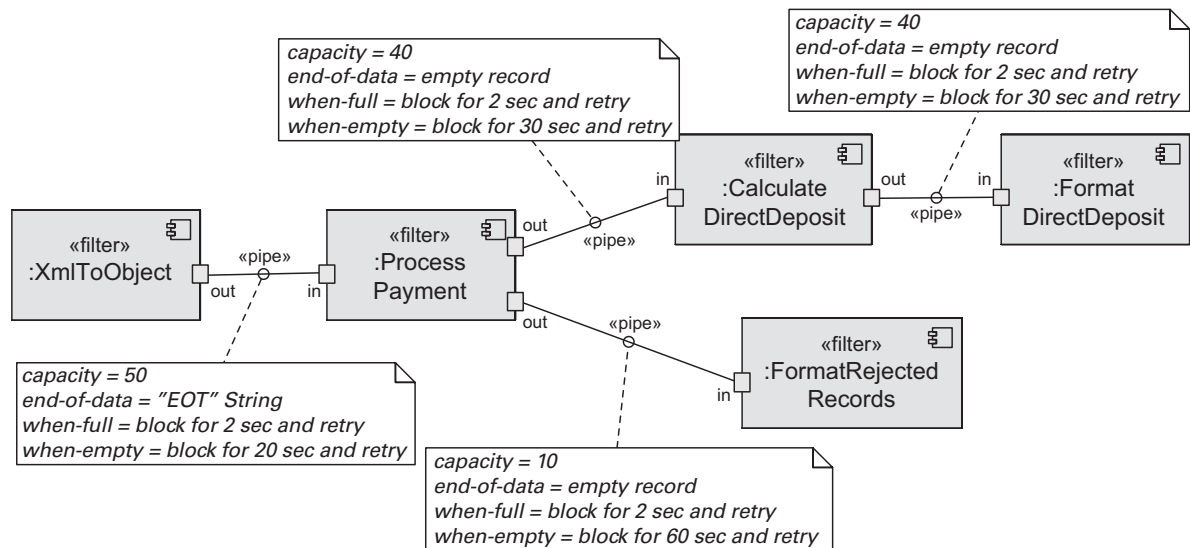 capacity = 40
end-of-data = empty record
when-full = block for 2 sec and retry
when-empty = block for 30 sec and retry
capacity = 40
end-of-data = empty record
when-full = block for 2 sec and retry
when-empty = block for 30 sec and retry
«filter»
:XmlToObject
out
«pipe»
in
«filter»
:Process
Payment
out
out
«pipe»
in
«filter»
:Calculate
DirectDeposit
out
«pipe»
in
«filter»
:Format
DirectDeposit
«pipe»
in
«filter»
:FormatRejected
Records
capacity = 50
end-of-data = ”EOT” String
when-full = block for 2 sec and retry
when-empty = block for 20 sec and retry
capacity = 10
end-of-data = empty record
when-full = block for 2 sec and retry
when-empty = block for 60 sec and retry